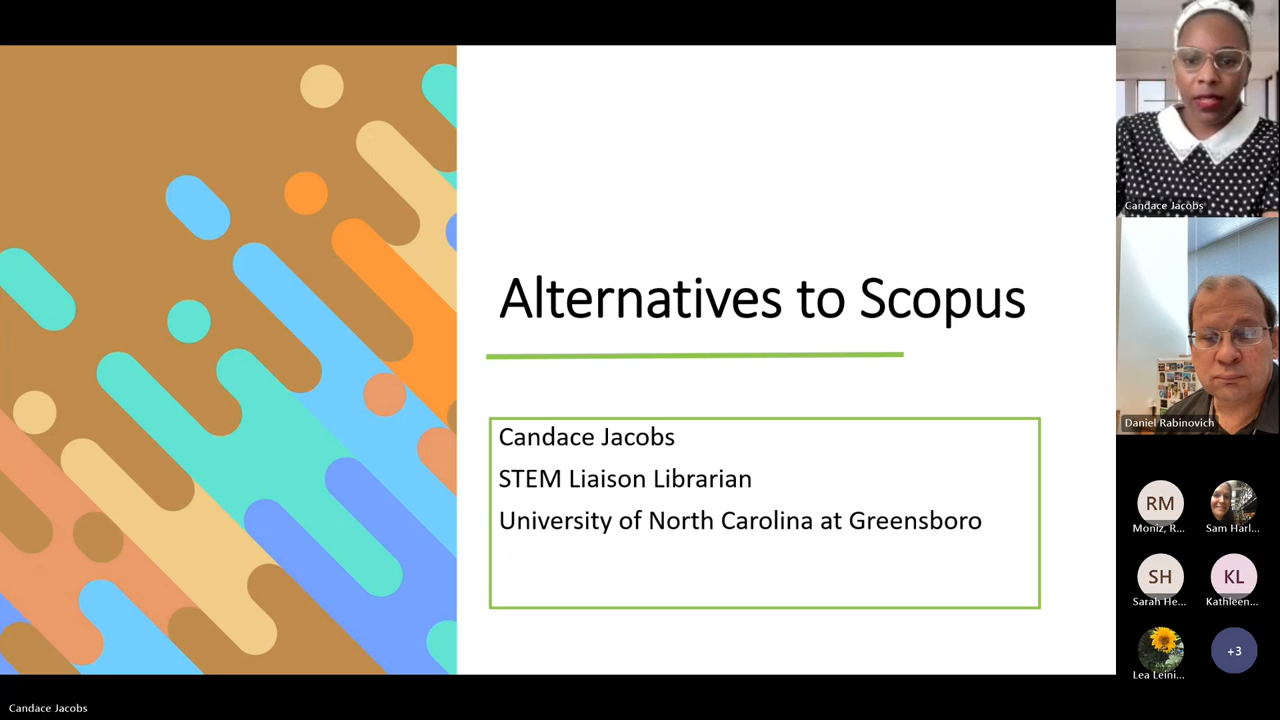 Alternatives to Scopus
Candace Jacobs
STEM Liaison Librarian
University of North Carolina at Greensboro
Candace Jacobs
Daniel Rabinovich
RM
Moniz, R...
Sam Harl...
SH
Sarah He...
KL
Kathleen...
Lea Leini...
+3
Candace Jacobs